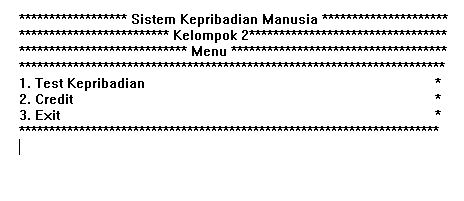 ****************** Sistem Kepribadian Manusia *********************
************************* Kelompok 2*********************************
**************************** Menu ************************************
***********************************************************************
1. Test Kepribadian *
2. Credit *
3. Exit *
**********************************************************************